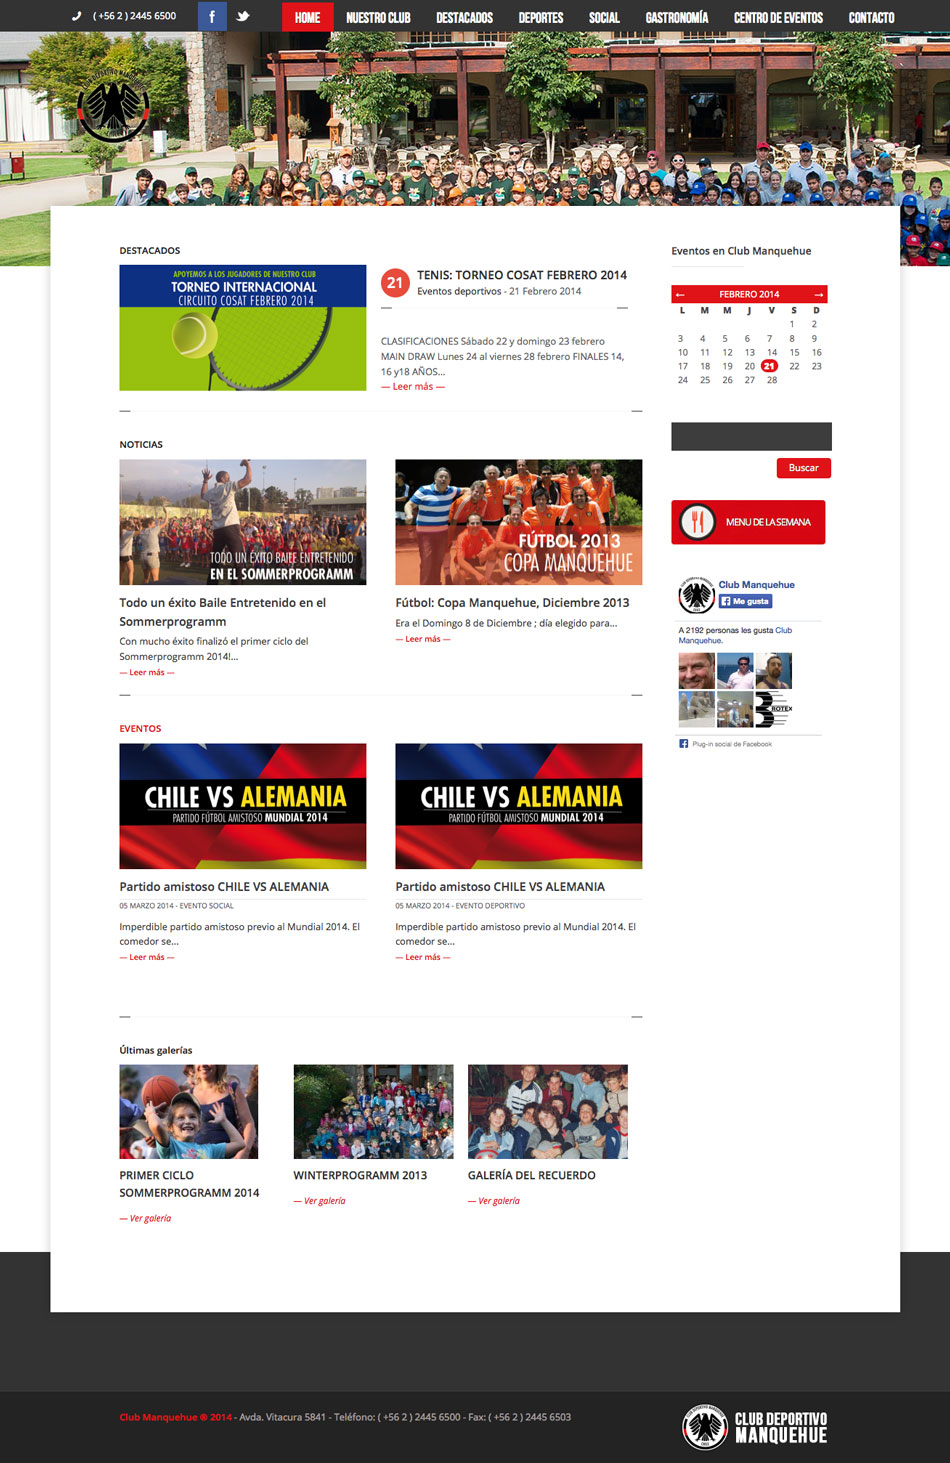 ( +56 2 ) 2445 6500
HOME
NUESTRO CLUB
DESTACADOS
DEPORTES
SOCIAL
GASTRONOMÍA
CENTRO DE EVENTOS
CONTACTO
DESTACADOS
APOYEMOS A LOS JUGADORES DE NUESTRO CLUB
TORNEO INTERNACIONAL
CIRCUITO COSAT FEBRERO 2014
21
TENIS: TORNEO COSAT FEBRERO 2014
Eventos deportivos - 21 Febrero 2014
CLASIFICACIONES Sábado 22 y domingo 23 febrero
MAIN DRAW Lunes 24 al viernes 28 febrero FINALES 14,
16 y18 AÑOS...
— Leer más —
NOTICIAS
TODO UN ÉXITO BAILE ENTRETENIDO
EN EL SOMMERPROGRAMM
Todo un éxito Baile Entretenido en el
Sommerprogramm
Con mucho éxito finalizó el primer ciclo del
Sommerprogramm 2014!...
— Leer más —
FÚTBOL 2013
COPA MANQUEHUE
Fútbol: Copa Manquehue, Diciembre 2013
Era el Domingo 8 de Diciembre ; día elegido para...
— Leer más —
EVENTOS
CHILE VS ALEMANIA
PARTIDO FÚTBOL AMISTOSO MUNDIAL 2014
Partido amistoso CHILE VS ALEMANIA
05 MARZO 2014 - EVENTO SOCIAL
Imperdible partido amistoso previo al Mundial 2014. El
comedor se...
— Leer más —
CHILE VS ALEMANIA
PARTIDO FÚTBOL AMISTOSO MUNDIAL 2014
Partido amistoso CHILE VS ALEMANIA
05 MARZO 2014 - EVENTO DEPORTIVO
Imperdible partido amistoso previo al Mundial 2014. El
comedor se...
— Leer más —
Últimas galerías
PRIMER CICLO
SOMMERPROGRAMM 2014
— Ver galería
WINTERPROGRAMM 2013
— Ver galería
GALERÍA DEL RECUERDO
— Ver galería
Eventos en Club Manquehue
← FEBRERO 2014 →
L M M J V S D
1 2
3 4 5 6 7 8 9
10 11 12 13 14 15 16
17 18 19 20 21 22 23
24 25 26 27 28
Buscar
MENU DE LA SEMANA
Club Manquehue
Me gusta
A 2192 personas les gusta Club
Manquehue.
ROTEX
Plug-in social de Facebook
Club Manquehue ® 2014 - Avda. Vitacura 5841 - Teléfono: ( +56 2 ) 2445 6500 - Fax: ( +56 2 ) 2445 6503
CLUB DEPORTIVO
MANQUEHUE